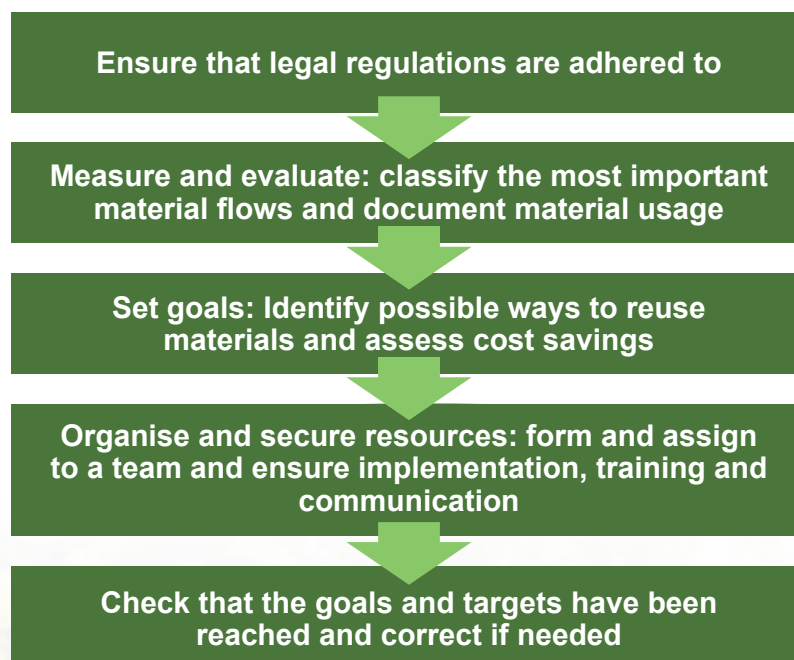 Ensure that legal regulations are adhered to
Measure and evaluate: classify the most important
material flows and document material usage
Set goals: Identify possible ways to reuse
materials and assess cost savings
Organise and secure resources: form and assign
to a team and ensure implementation, training and
communication
Check that the goals and targets have been
reached and correct if needed